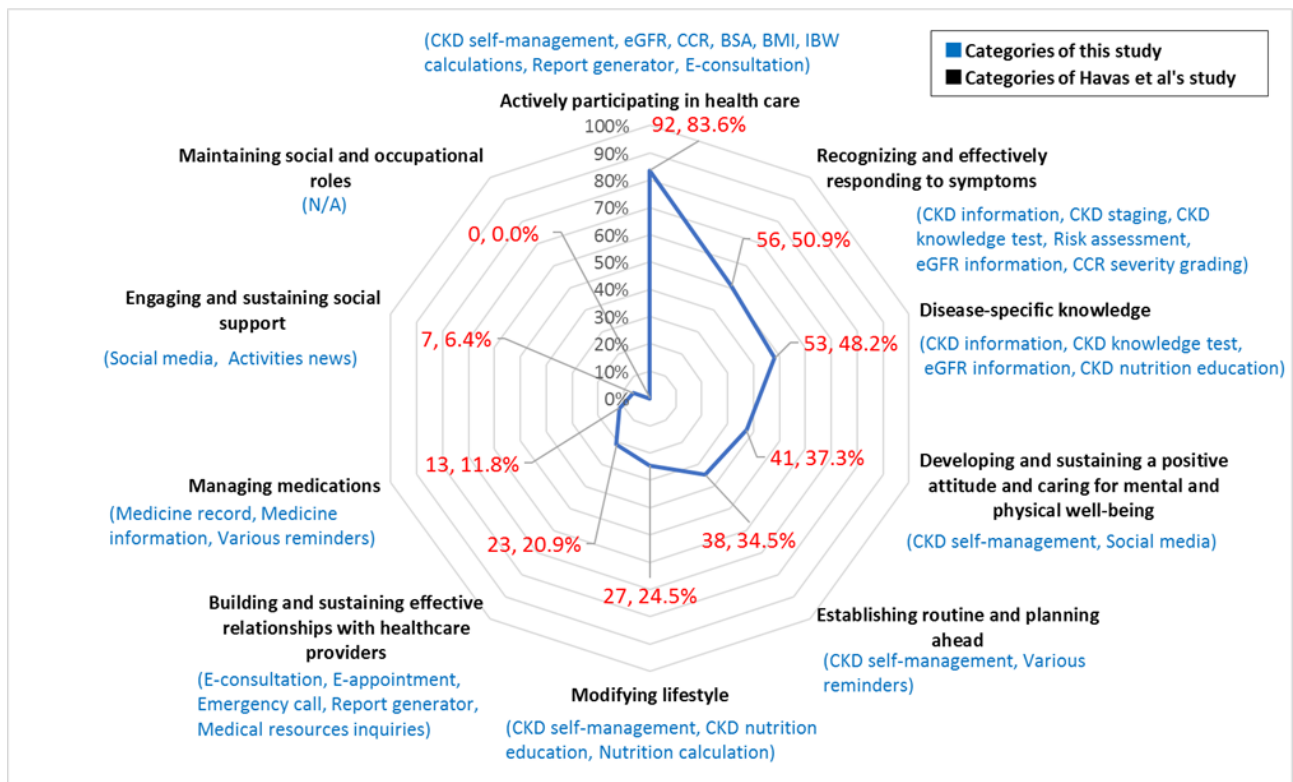 (CKD self-management, eGFR, CCR, BSA, BMI, IBW
calculations, Report generator, E-consultation)
Categories of this study
Categories of Havas et al's study
Actively participating in health care
92, 83.6%
100%
90%
80%
70%
60%
50%
40%
30%
20%
10%
0%
Recognizing and effectively
responding to symptoms
(CKD information, CKD staging, CKD
knowledge test, Risk assessment,
eGFR information, CCR severity grading)
56, 50.9%
Disease-specific knowledge
(CKD information, CKD knowledge test,
eGFR information, CKD nutrition education)
53, 48.2%
Developing and sustaining a positive
attitude and caring for mental and
physical well-being
(CKD self-management, Social media)
41, 37.3%
Establishing routine and planning
ahead
(CKD self-management, Various
reminders)
38, 34.5%
Modifying lifestyle
(CKD self-management, CKD nutrition
education, Nutrition calculation)
27, 24.5%
Building and sustaining effective
relationships with healthcare
providers
(E-consultation, E-appointment,
Emergency call, Report generator,
Medical resources inquiries)
23, 20.9%
Managing medications
(Medicine record, Medicine
information, Various reminders)
13, 11.8%
Engaging and sustaining social
support
(Social media, Activities news)
7, 6.4%
Maintaining social and occupational
roles
(N/A)
0, 0.0%